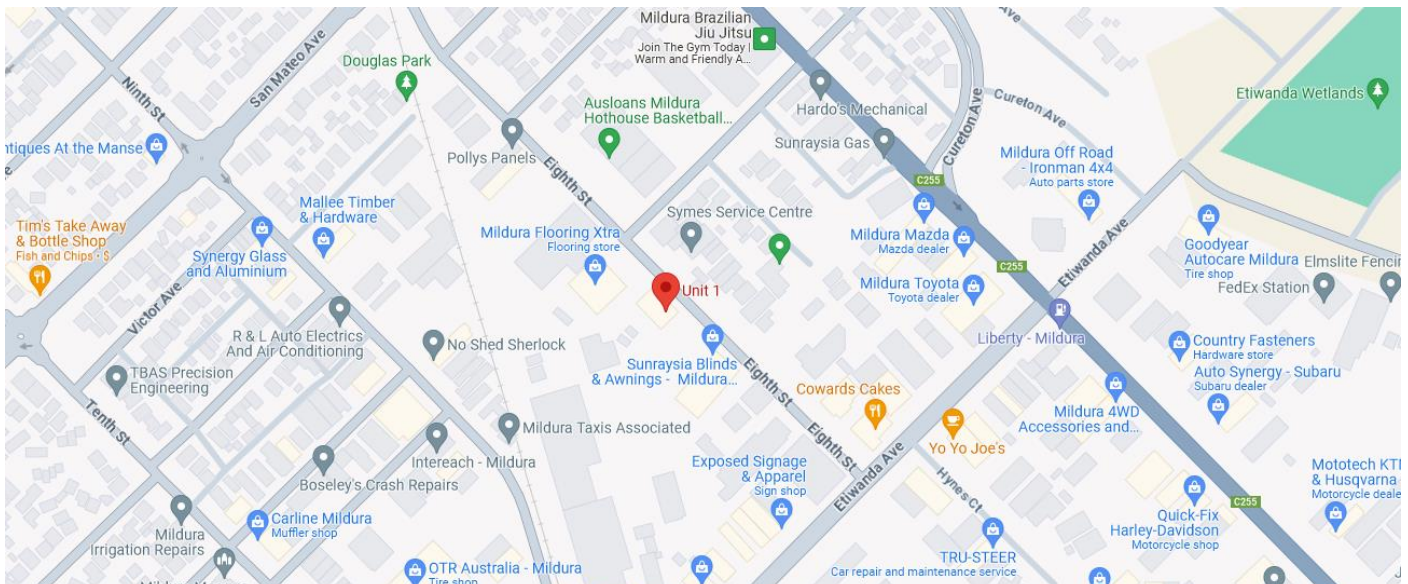 Mildura Brazilian
Jiu Jitsu
Join The Gym Today |
Warm and Friendly A...
San Mateo Ave
Douglas Park
Ninth St
Hardo's Mechanical
Cureton Ave
Etiwanda Wetlands
Ausloans Mildura
Hothouse Basketball...
Sunraysia Gas
Cureton Ave
ntiques At the Manse
Pollys Panels
Eighth St
Mildura Off Road
- Ironman 4x4
Auto parts store
C255
Mallee Timber
& Hardware
Symes Service Centre
Etiwanda Ave
Tim's Take Away
& Bottle Shop
Fish and Chips • $
Synergy Glass
and Aluminium
Mildura Flooring Xtra
Flooring store
Mildura Mazda
Mazda dealer
Goodyear
Autocare Mildura
Tire shop
Elmslite Fencin
C255
Victor Ave
Unit 1
Mildura Toyota
Toyota dealer
FedEx Station
R & L Auto Electrics
And Air Conditioning
No Shed Sherlock
Liberty - Mildura
Country Fasteners
Hardware store
TBAS Precision
Engineering
Sunraysia Blinds
& Awnings - Mildura...
Eighth St
Auto Synergy - Subaru
Subaru dealer
Cowards Cakes
Tenth St
Mildura Taxis Associated
Eighth St
Mildura 4WD
Accessories and...
Intereach - Mildura
Yo Yo Joe's
Exposed Signage
& Apparel
Sign shop
Etiwanda Ave
Boseley's Crash Repairs
Hynes Ct
Mototech KTM
& Husqvarna
Motorcycle deale
C255
Carline Mildura
Muffler shop
Quick-Fix
Harley-Davidson
Motorcycle shop
Mildura
Irrigation Repairs
TRU-STEER
Car repair and maintenance service
OTR Australia - Mildura
Tire shop